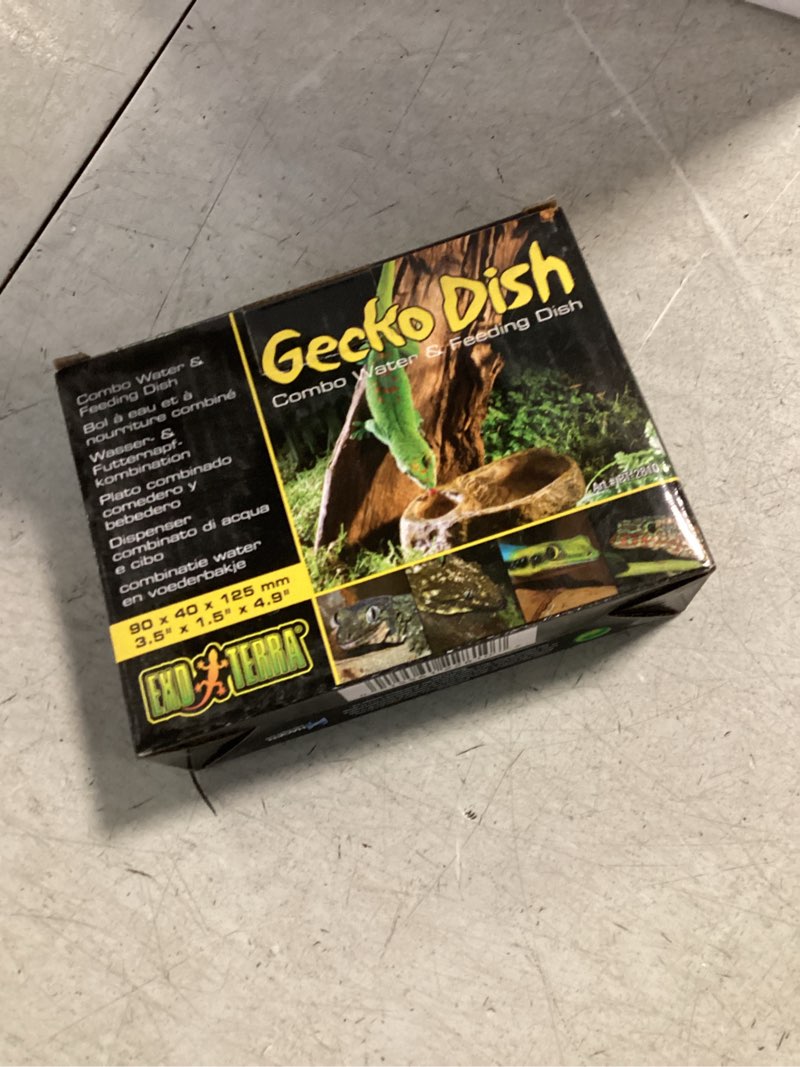 Gecko Dish
Combo Water & Feeding Dish
Combo Water &
Feeding Dish
Bol à eau et à
nourriture combiné
Wasser- &
Futternapf-
kombination
Plato combinado
comedero y
bebedero
Dispenser
combinato di acqua
e cibo
combinatie water
en voederbakje
90 x 40 x 125 mm
3.5" x 1.5" x 4.9"
EXO TERRA®